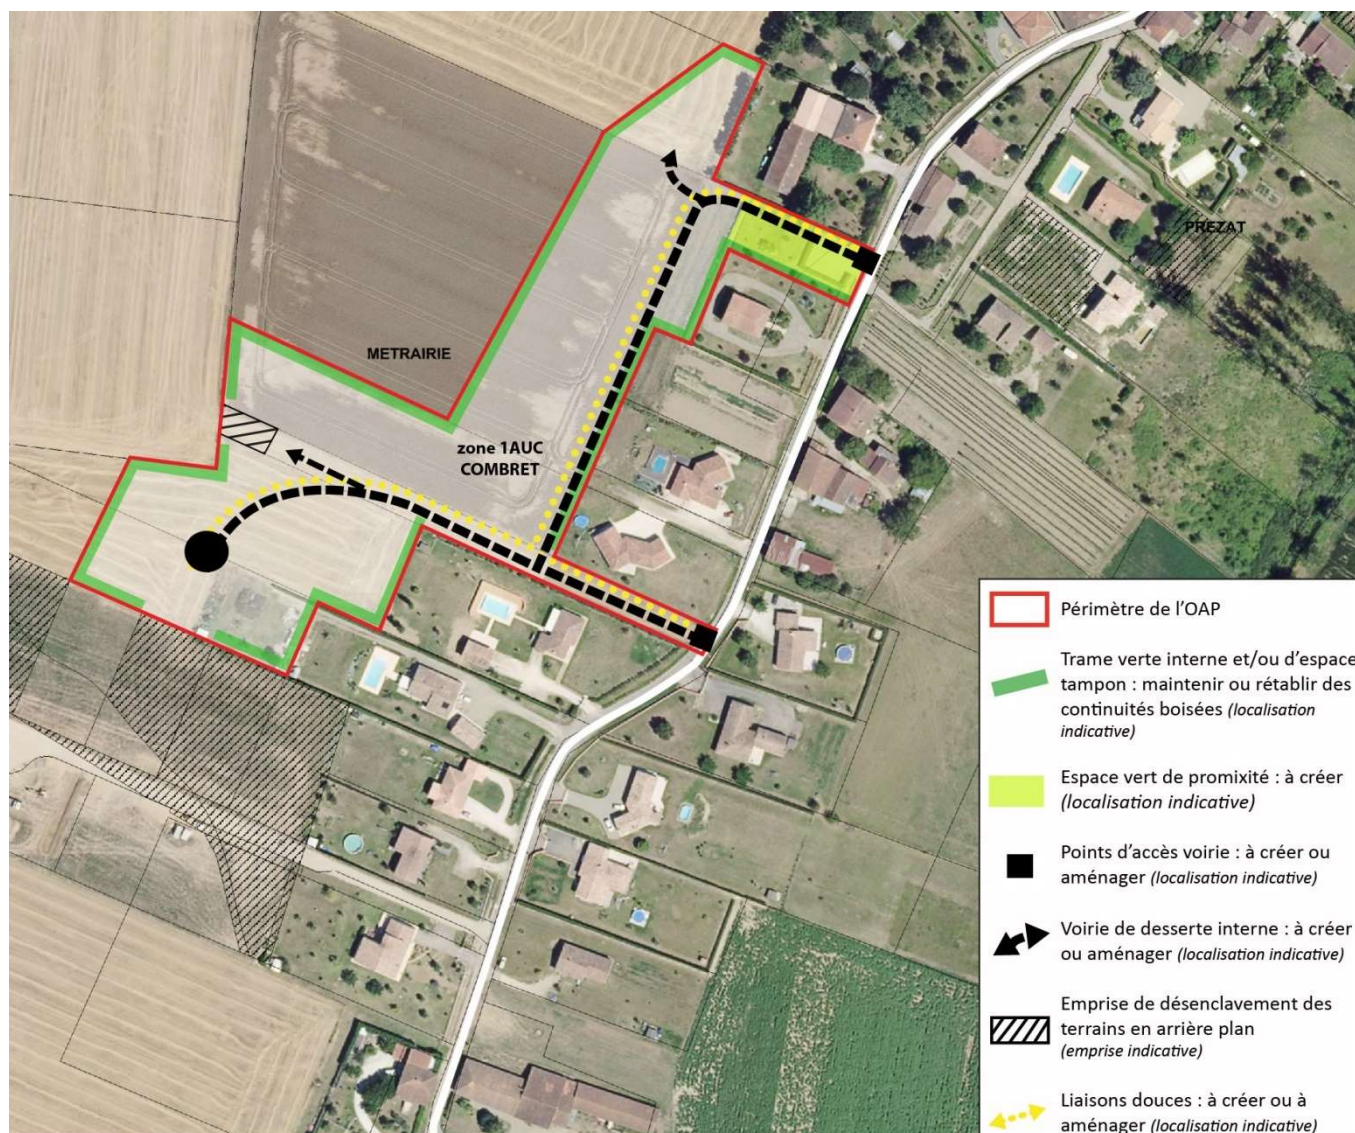 PREZAT
METRAIRIE
zone 1AUC
COMBRET
Périmètre de l'OAP
Trame verte interne et/ou d'espace
tampon : maintenir ou rétablir des
continuités boisées (localisation
indicative)
Espace vert de promixité : à créer
(localisation indicative)
Points d'accès voirie : à créer ou
aménager (localisation indicative)
Voirie de desserte interne : à créer
ou aménager (localisation indicative)
Emprise de désenclavement des
terrains en arrière plan
(emprise indicative)
Liaisons douces : à créer ou à
aménager (localisation indicative)